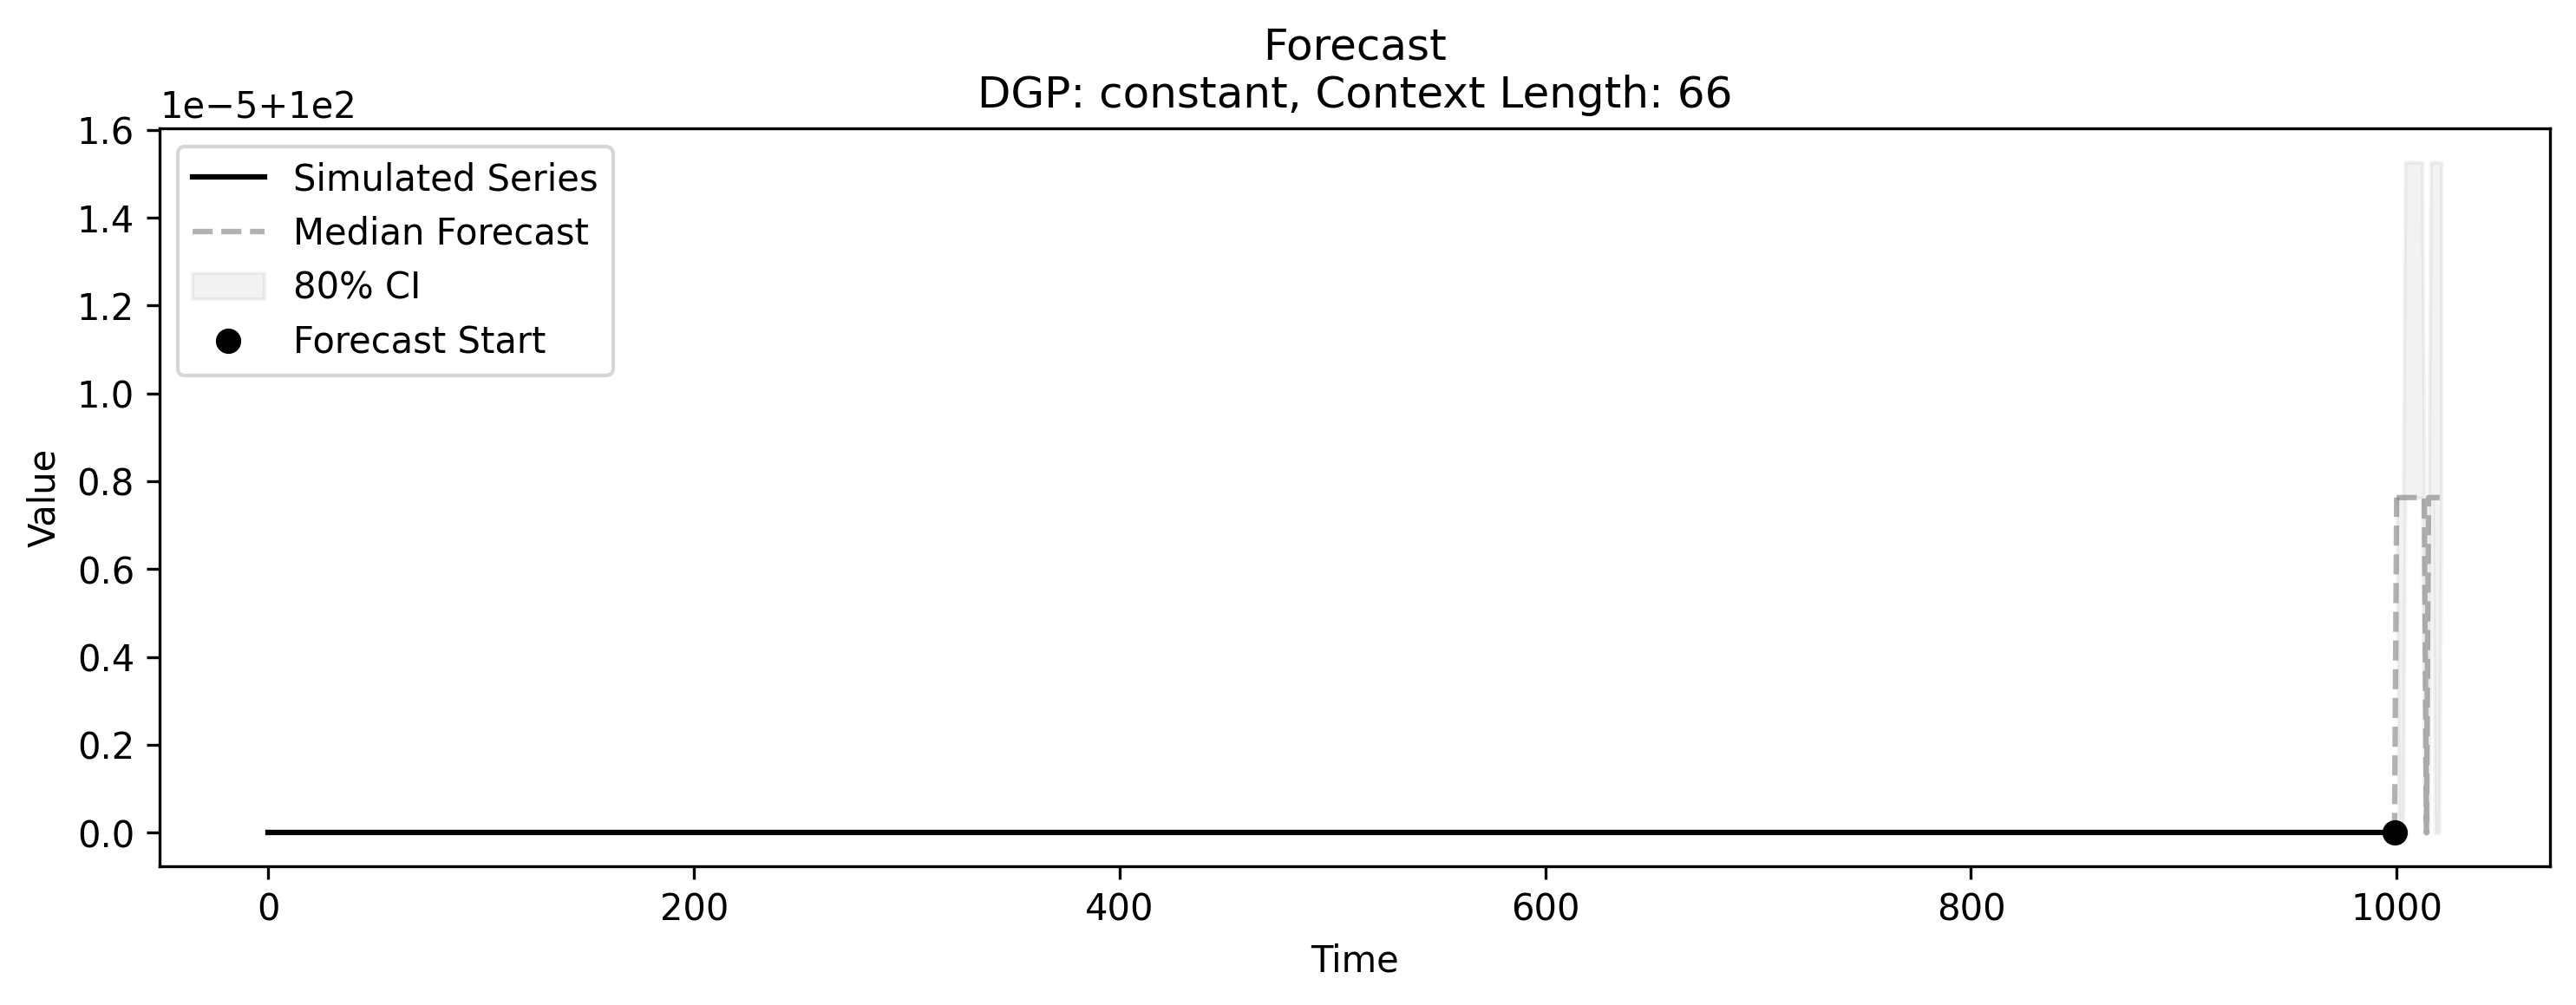 Forecast
DGP: constant, Context Length: 66
1e−5+1e2
1.6
1.4
1.2
1.0
0.8
0.6
0.4
0.2
0.0
Value
Simulated Series
Median Forecast
80% CI
Forecast Start
0
200
400
600
800
1000
Time